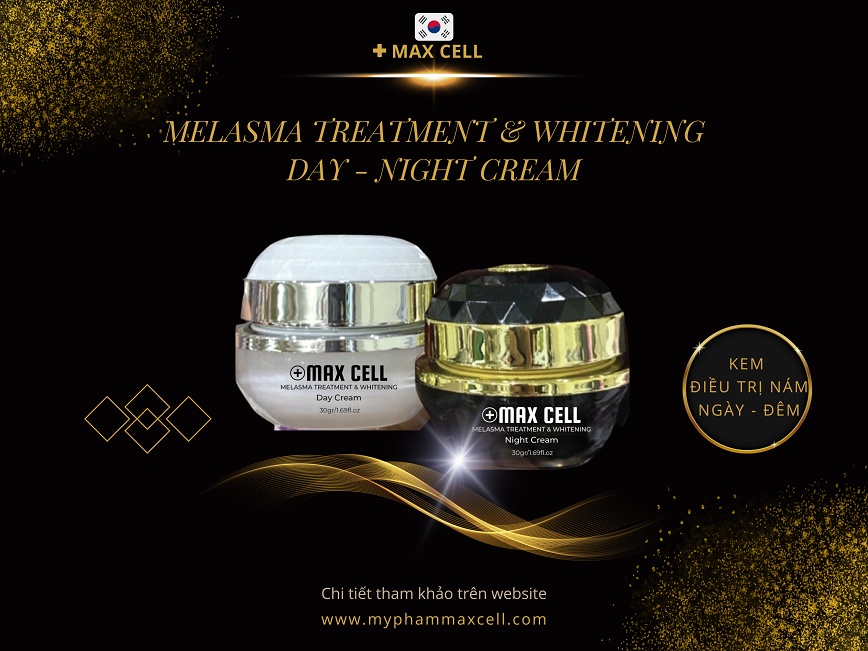 MAX CELL
MELASMA TREATMENT & WHITENING
DAY - NIGHT CREAM
MAX CELL
MELASMA TREATMENT & WHITENING
Day Cream
30gr/1.69fl.oz
MAX CELL
MELASMA TREATMENT & WHITENING
Night Cream
30gr/1.69fl.oz
KEM
ĐIỀU TRỊ NÁM
NGÀY - ĐÊM
Chi tiết tham khảo trên website
www.myphammaxcell.com